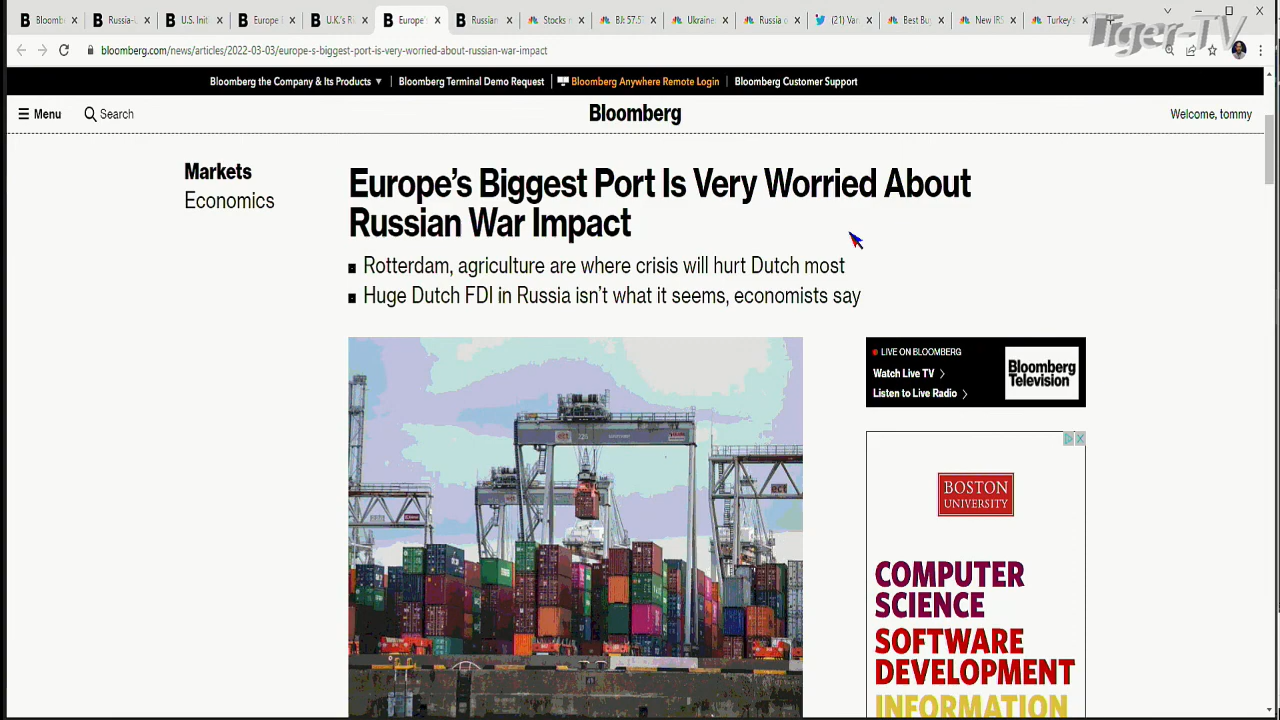 Bloomb
Russia-U
U.S. Init
Europe I
U.K.'s Ri
Europe's
Russian
Stocks
Ukraine
Russia o
(21) Var
Best Bu
New IRS
Turkey's
Tiger-TV
bloomberg.com/news/articles/2022-03-03/europe-s-biggest-port-is-very-worried-about-russian-war-impact
Bloomberg the Company & Its Products ▼ | Bloomberg Terminal Demo Request | Bloomberg Anywhere Remote Login | Bloomberg Customer Support
Menu Search Bloomberg Welcome, tommy
Markets
Economics
Europe's Biggest Port Is Very Worried About
Russian War Impact
Rotterdam, agriculture are where crisis will hurt Dutch most
Huge Dutch FDI in Russia isn't what it seems, economists say
LIVE ON BLOOMBERG
Watch Live TV
Listen to Live Radio
Bloomberg
Television
BOSTON
UNIVERSITY
COMPUTER
SCIENCE
SOFTWARE
DEVELOPMENT
INFORMATION